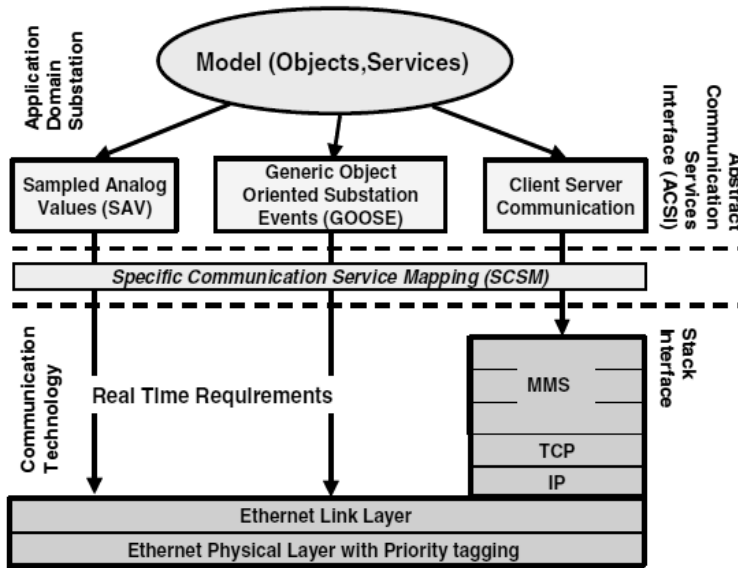 Model (Objects,Services)
Application
Domain
Substation
Abstract
Communication
Services
Interface (ACSI)
Sampled Analog
Values (SAV)
Generic Object
Oriented Substation
Events (GOOSE)
Client Server
Communication
Specific Communication Service Mapping (SCSM)
Communication
Technology
Real TIme Requirements
Stack
Interface
MMS
TCP
IP
Ethernet Link Layer
Ethernet Physical Layer with Priority tagging